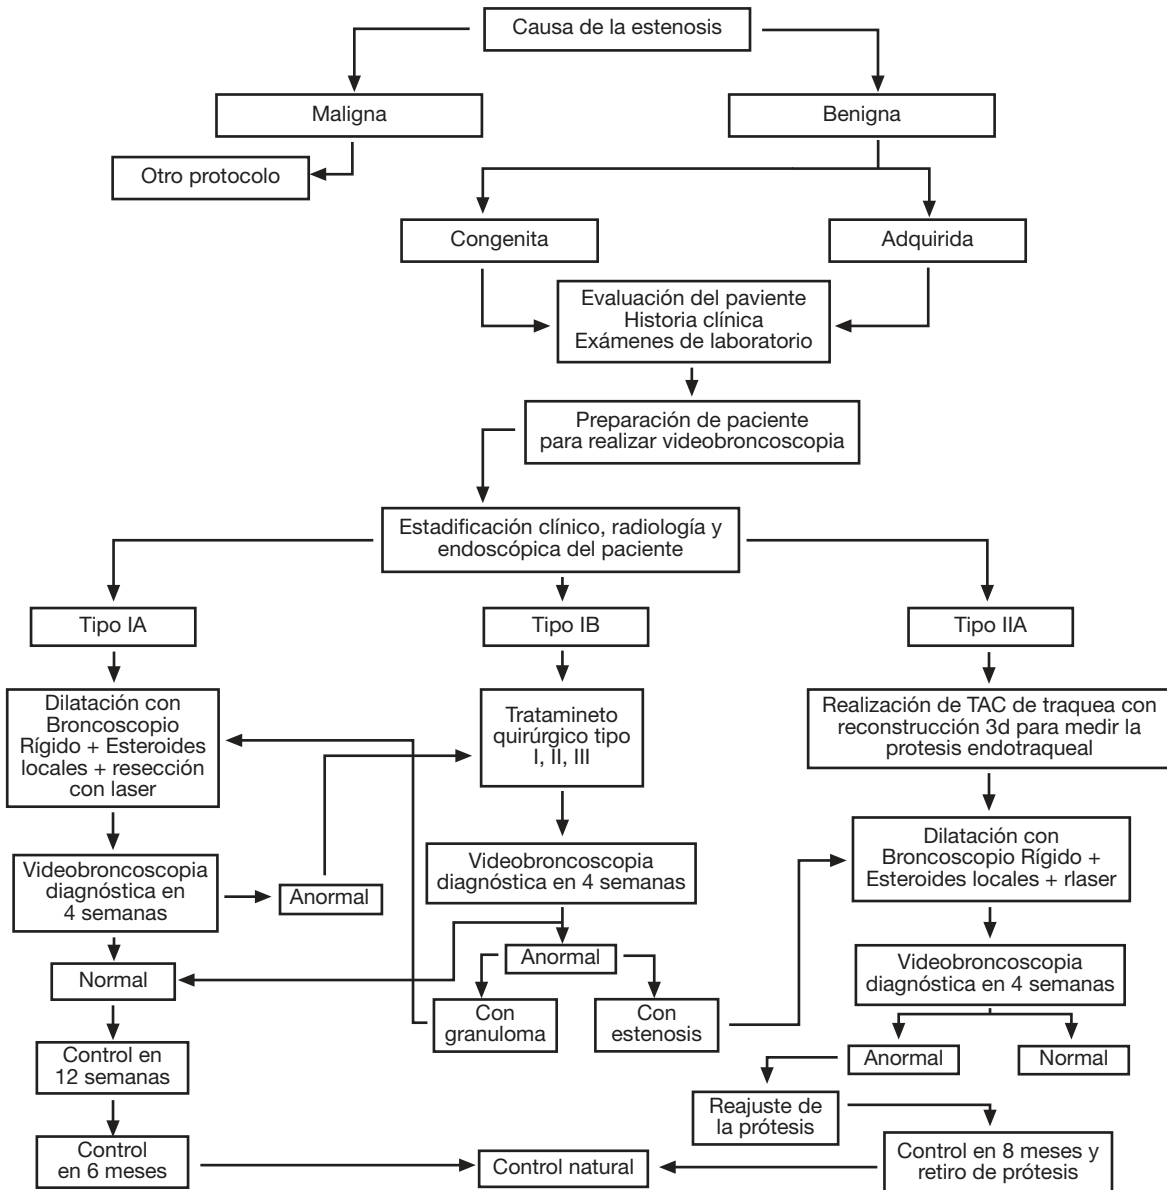 Causa de la estenosis
Maligna
Benigna
Otro protocolo
Congenita
Adquirida
Evaluación del paviente
Historia clínica
Exámenes de laboratorio
Preparación de paciente
para realizar videobroncoscopia
Estadificación clínico, radiología y
endoscópica del paciente
Tipo IA
Tipo IB
Tipo IIA
Dilatación con
Broncoscopio
Rígido + Esteroides
locales + resección
con laser
Tratamineto
quirúrgico tipo
I, II, III
Realización de TAC de traquea con
reconstrucción 3d para medir la
protesis endotraqueal
Videobroncoscopia
diagnóstica en
4 semanas
Anormal
Videobroncoscopia
diagnóstica en 4 semanas
Dilatación con
Broncoscopio Rígido +
Esteroides locales + rlaser
Normal
Anormal
Con
granuloma
Con
estenosis
Videobroncoscopia
diagnóstica en 4 semanas
Anormal
Normal
Control en
12 semanas
Reajuste de
la prótesis
Control
en 6 meses
Control natural
Control en 8 meses y
retiro de prótesis